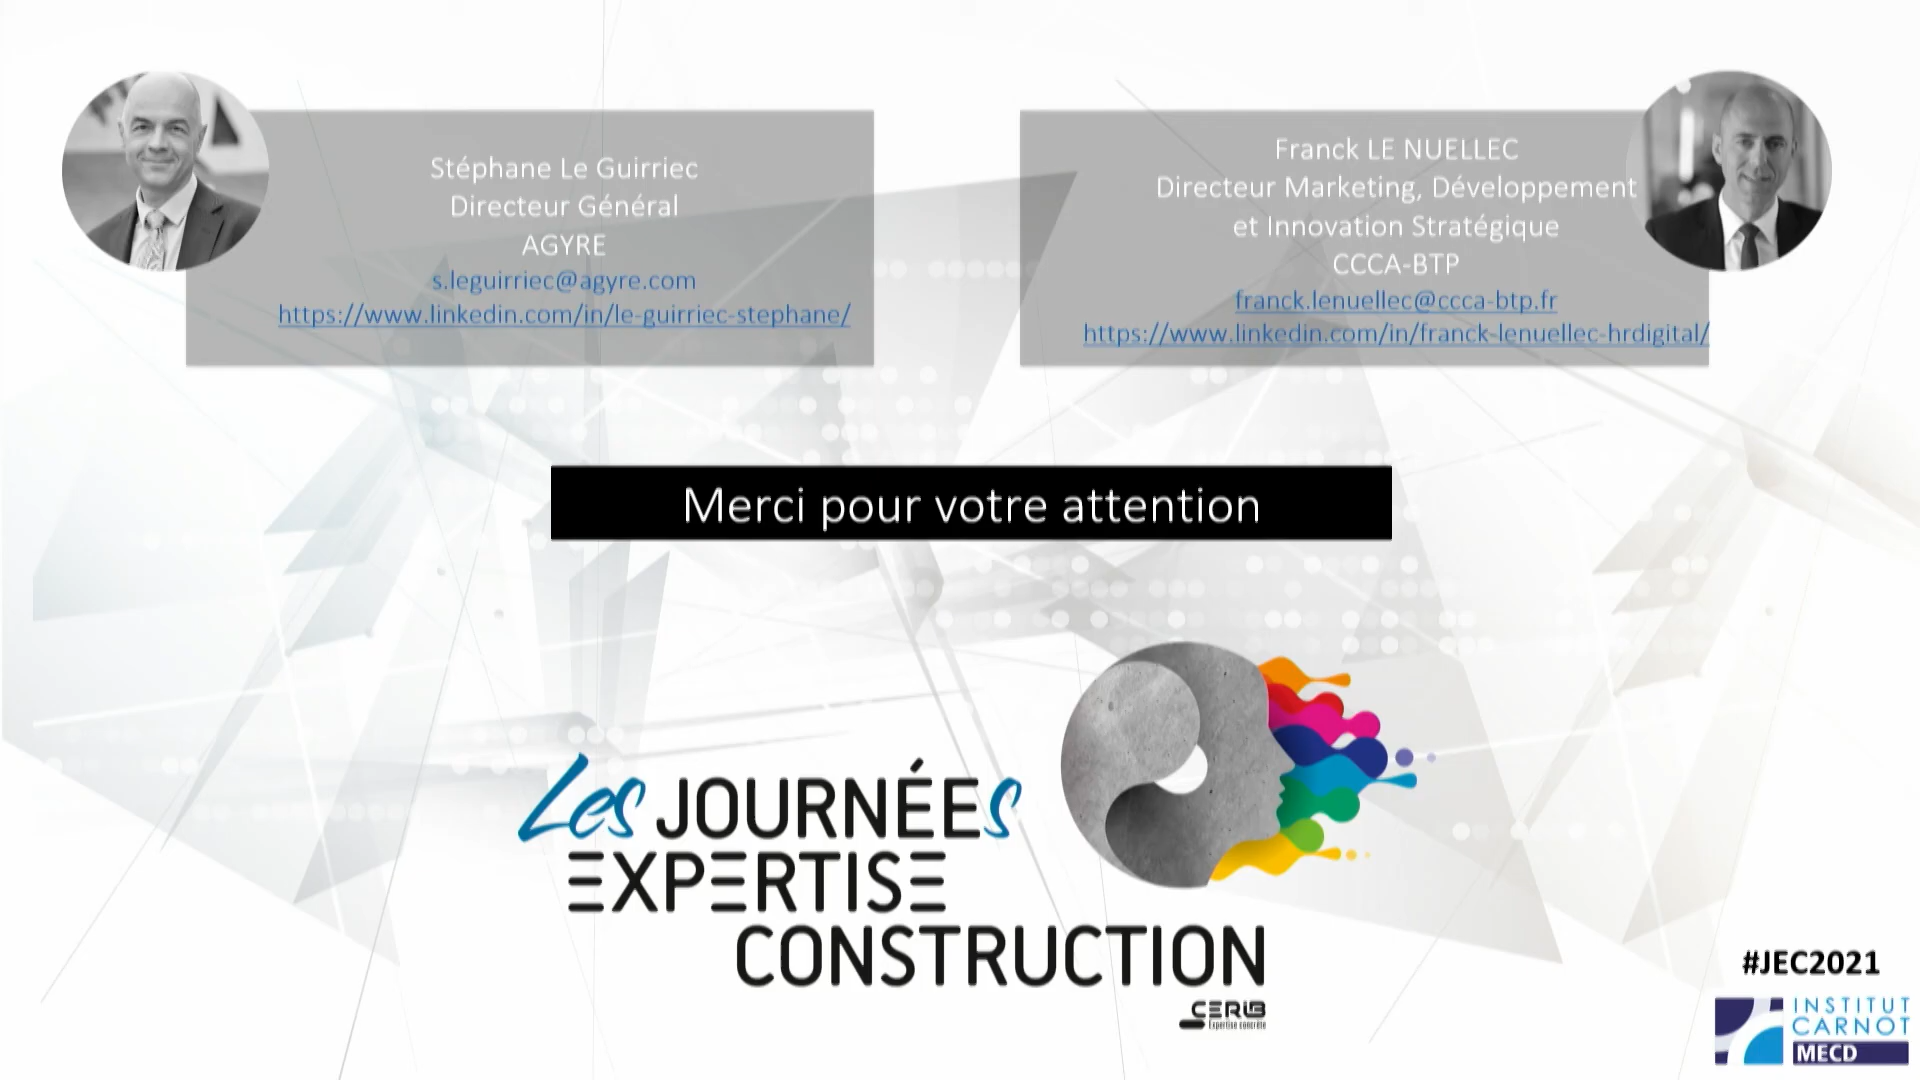 Stéphane Le Guirriec
Directeur Général
AGYRE
s.leguirriec@agyre.com
https://www.linkedin.com/in/le-guirriec-stephane/
Franck LE NUELLEC
Directeur Marketing, Développement
et Innovation Stratégique
CCCA-BTP
franck.lenuellec@ccca-btp.fr
https://www.linkedin.com/in/franck-lenuellec-hrdigital/
Merci pour votre attention
Les JOURNÉES
EXPERTISE
CONSTRUCTION
CERIB
Expertise concrète
#JEC2021
INSTITUT
CARNOT
MECD